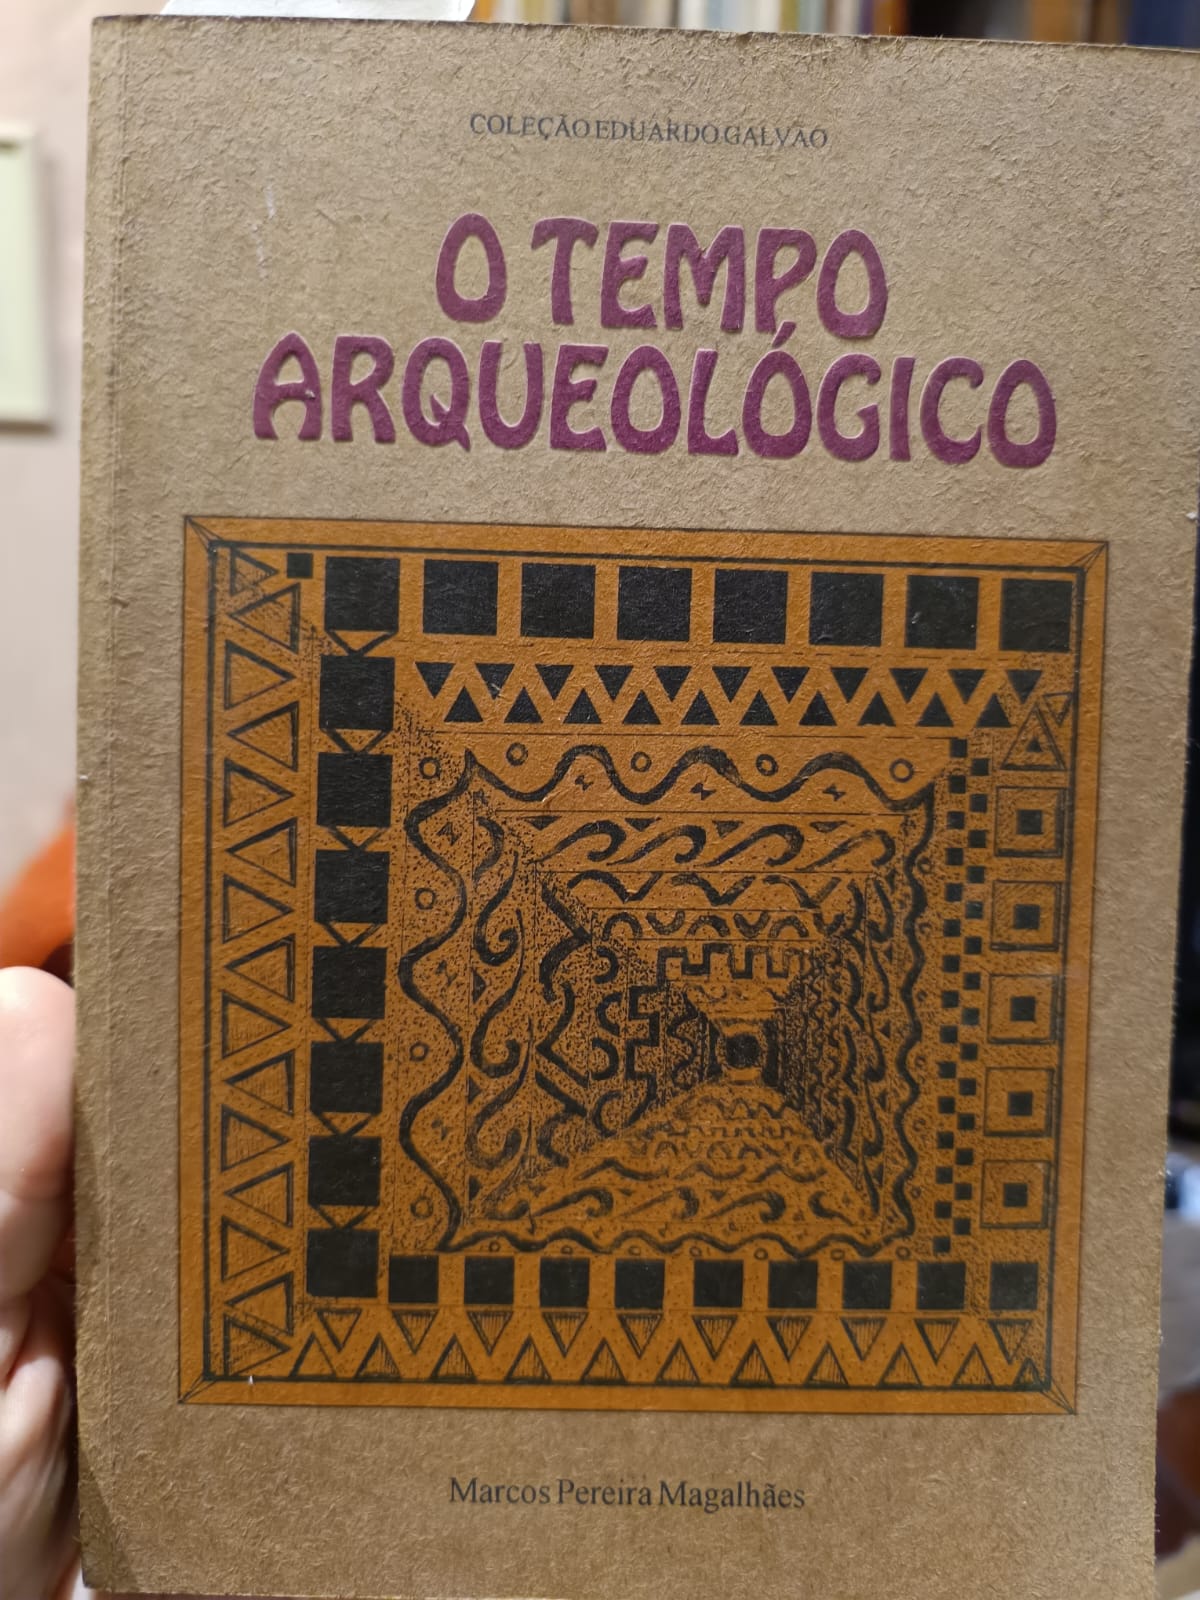 COLEÇÃO EDUARDO GALVÃO
O TEMPO
ARQUEOLÓGICO
Marcos Pereira Magalhães